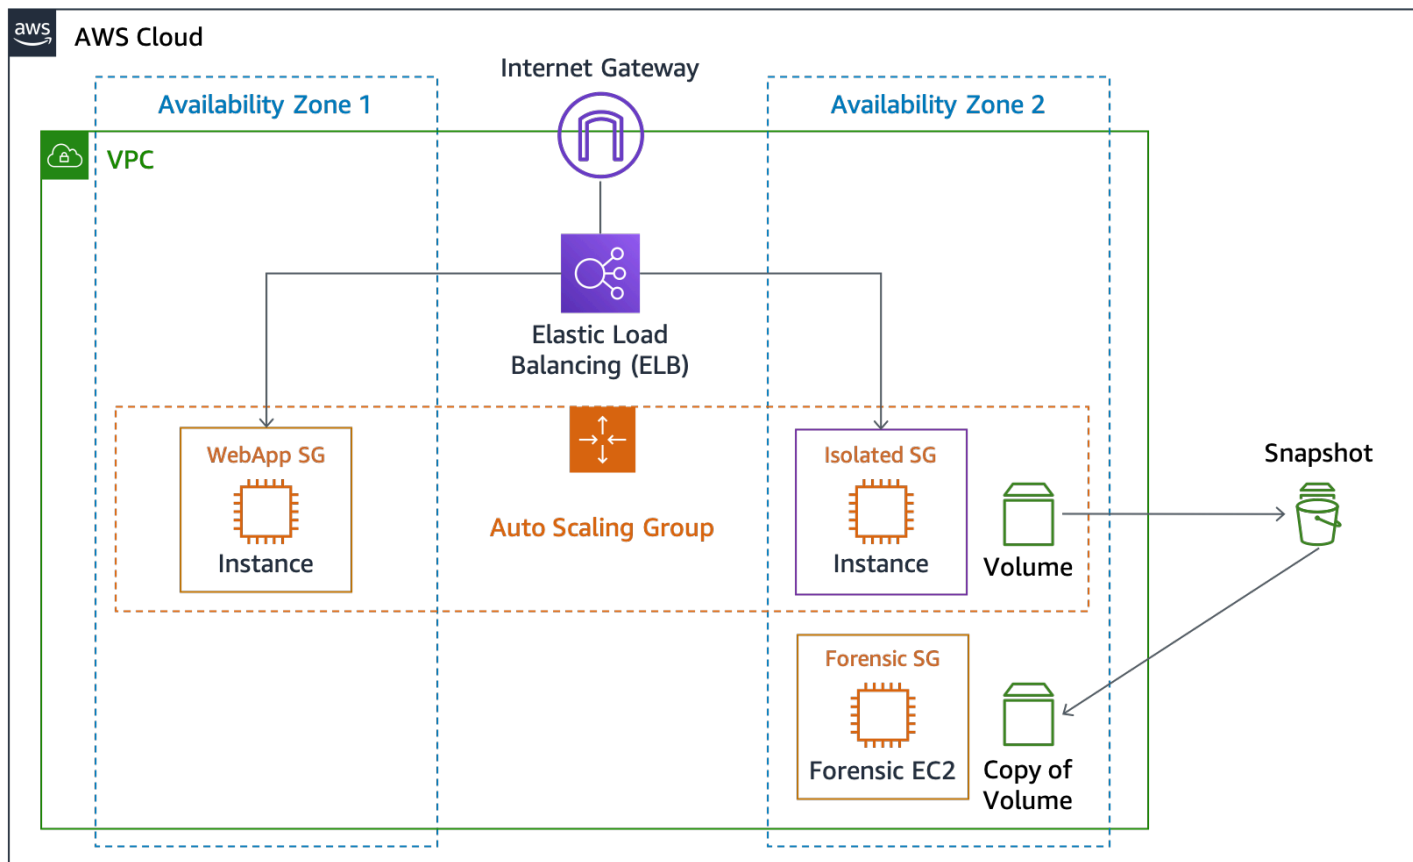 aws
AWS Cloud
Internet Gateway
Availability Zone 1
Availability Zone 2
VPC
Elastic Load
Balancing (ELB)
WebApp SG
Instance
Auto Scaling Group
Isolated SG
Instance
Volume
Snapshot
Forensic SG
Forensic EC2
Copy of
Volume